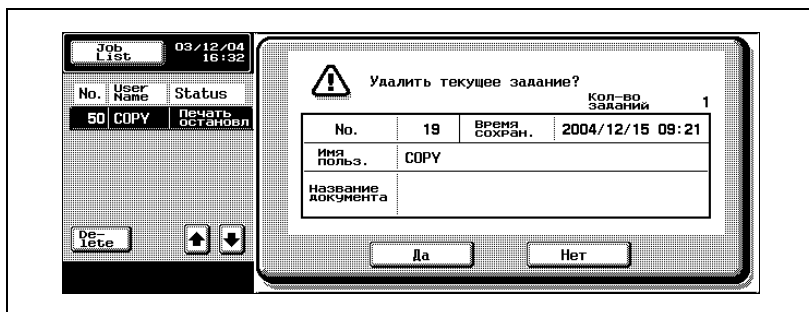 Job
List
03/12/04
16:32
No.
User
Name
Status
50
COPY
Печать
остановл
De-
lete
Удалить текущее задание?
Кол-во
заданий
1
No.
19
Время
сохран.
2004/12/15 09:21
Имя
польз.
COPY
Название
документа
Да
Нет